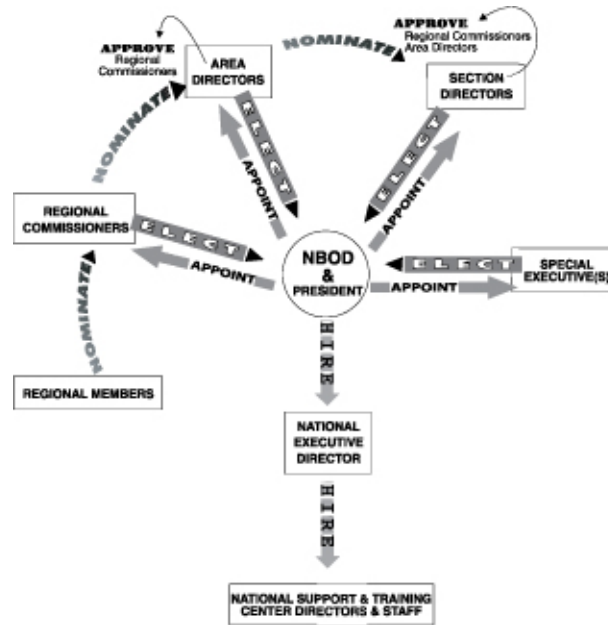 APPROVE
Regional
Commissioners
NOMINATE
APPROVE
Regional Commissioners
Area Directors
AREA
DIRECTORS
SECTION
DIRECTORS
NOMINATE
ELECT
APPOINT
ELECT
APPOINT
REGIONAL
COMMISSIONERS
ELECT
APPOINT
NBOD
&
PRESIDENT
ELECT
APPOINT
SPECIAL
EXECUTIVE(S)
NOMINATE
REGIONAL MEMBERS
HIRE
NATIONAL
EXECUTIVE
DIRECTOR
HIRE
NATIONAL SUPPORT & TRAINING
CENTER DIRECTORS & STAFF